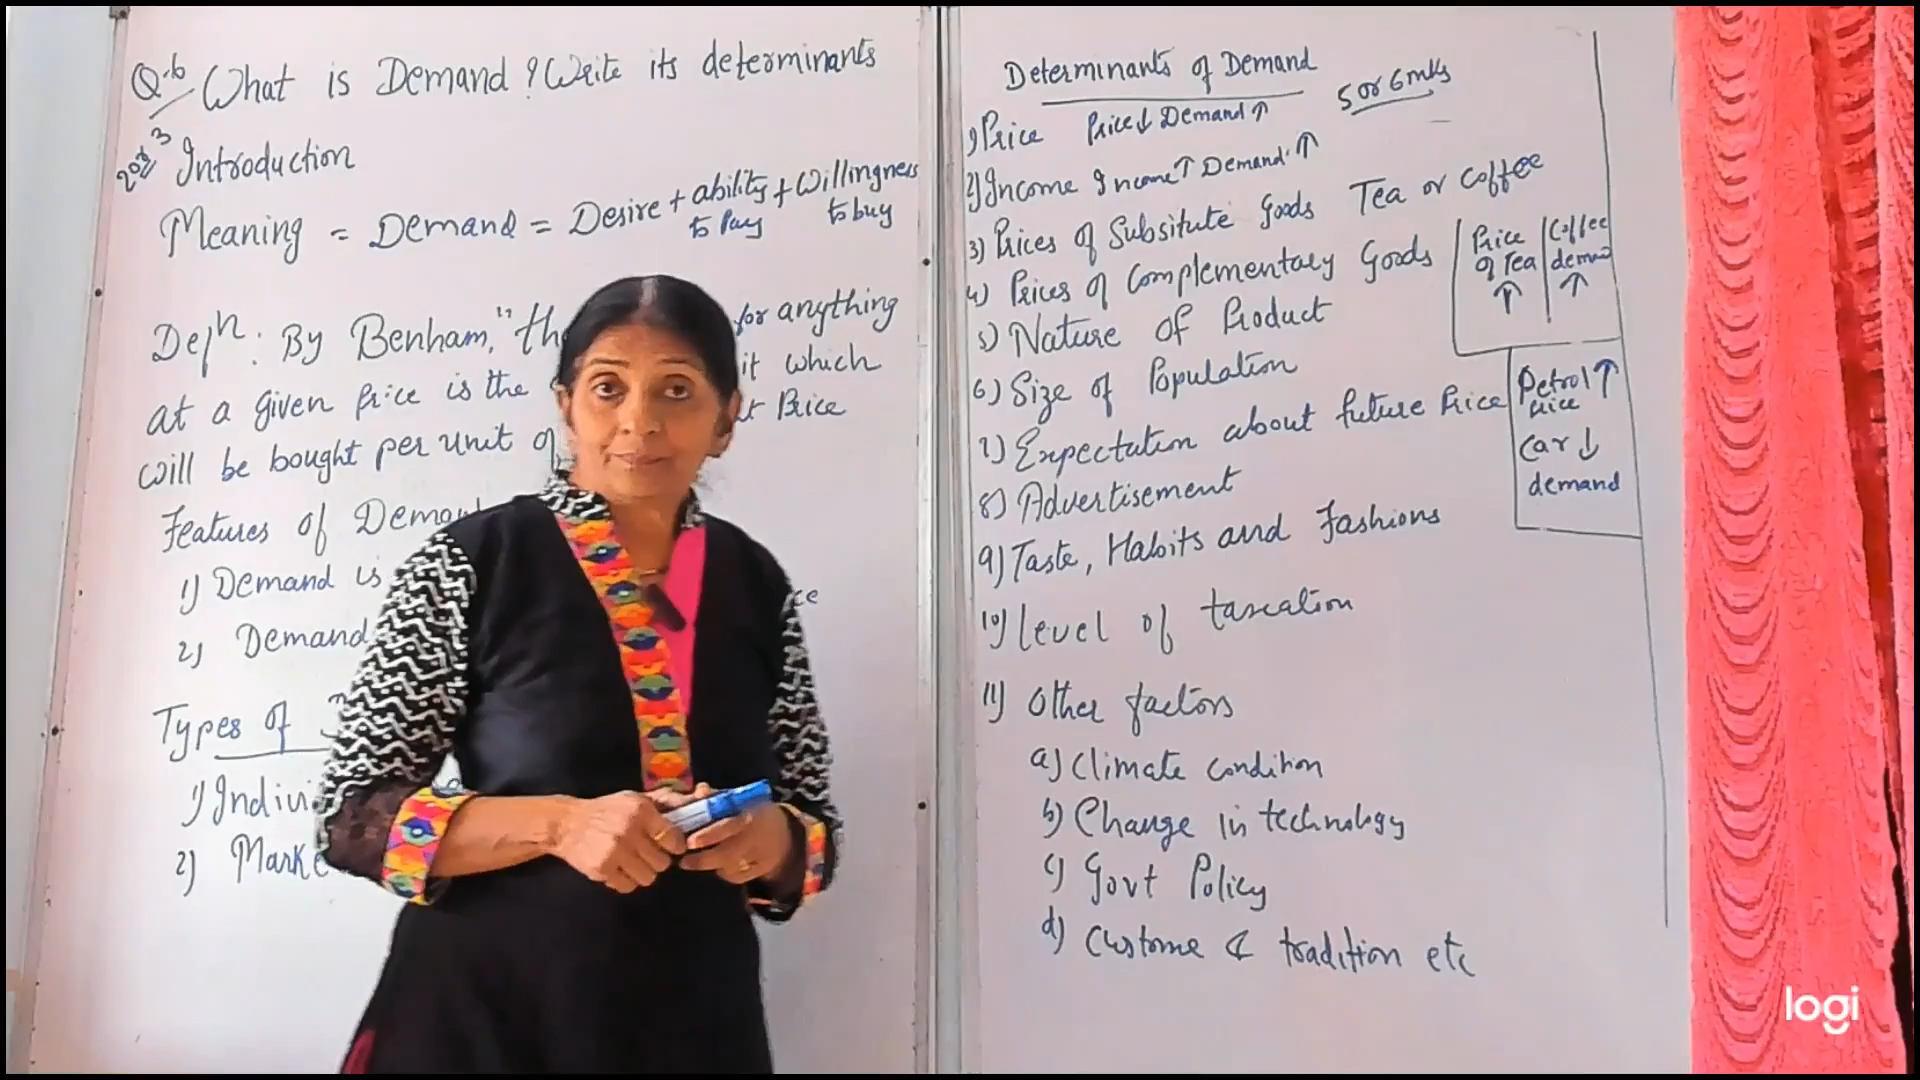 Q.6 What is Demand? Write its determinants
Introduction
Meaning = Demand = Desire + ability + Willingness
to Pay to buy
Defn: By Benham, "the for anything
at a given price is the it which
will be bought per unit of at Price
Features of Demand
1) Demand is
2) Demand
Types of
1) Indivi
2) Marke
Determinants of Demand
5 or 6 mks
1) Price Price↓ Demand↑
2) Income Income↑ Demand↑
3) Prices of Subsitute Goods Tea or Coffee
4) Prices of Complementary Goods
Price of Tea ↑
Coffee demand ↑
5) Nature of Product
6) Size of Population
7) Expectation about future Price
Petrol ↑
Price
Car ↓
demand
8) Advertisement
9) Taste, Habits and Fashions
10) Level of taxation
11) Other factors
a) Climate condition
b) Change in technology
c) Govt Policy
d) Custome & tradition etc
logi